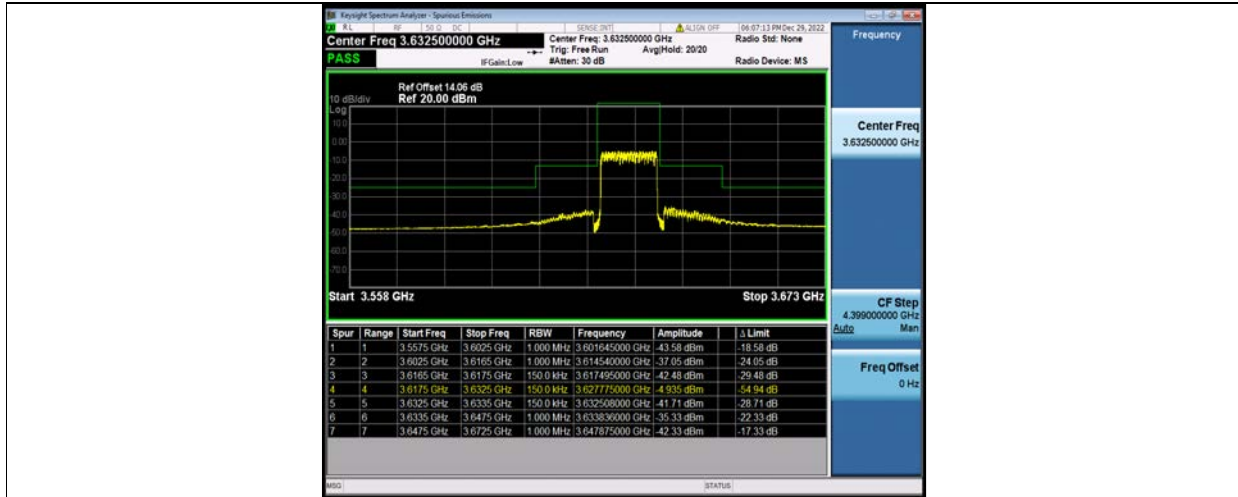 Keysight Spectrum Analyzer - Spurious Emissions
RL RF 50 Ω DC SENSE:INT ALIGN OFF 06:07:13 PM Dec 29, 2022
Center Freq 3.632500000 GHz Center Freq: 3.632500000 GHz Radio Std: None Frequency
Trig: Free Run Avg|Hold: 20/20
PASS IFGain:Low #Atten: 30 dB Radio Device: MS
Ref Offset 14.06 dB
10 dB/div Ref 20.00 dBm
Log
10.0
0.00
-10.0
-20.0
-30.0
-40.0
-50.0
-60.0
-70.0
Center Freq
3.632500000 GHz
Start 3.558 GHz Stop 3.673 GHz
CF Step
4.399000000 GHz
Auto Man
Freq Offset
0 Hz
Spur Range Start Freq Stop Freq RBW Frequency Amplitude Δ Limit
1 1 3.5575 GHz 3.6025 GHz 1.000 MHz 3.601645000 GHz -43.58 dBm -18.58 dB
2 2 3.6025 GHz 3.6165 GHz 1.000 MHz 3.614540000 GHz -37.05 dBm -24.05 dB
3 3 3.6165 GHz 3.6175 GHz 150.0 kHz 3.617495000 GHz -42.48 dBm -29.48 dB
4 4 3.6175 GHz 3.6325 GHz 150.0 kHz 3.627775000 GHz -4.935 dBm -54.94 dB
5 5 3.6325 GHz 3.6335 GHz 150.0 kHz 3.632508000 GHz -41.71 dBm -28.71 dB
6 6 3.6335 GHz 3.6475 GHz 1.000 MHz 3.633836000 GHz -35.33 dBm -22.33 dB
7 7 3.6475 GHz 3.6725 GHz 1.000 MHz 3.647875000 GHz -42.33 dBm -17.33 dB
MSG STATUS